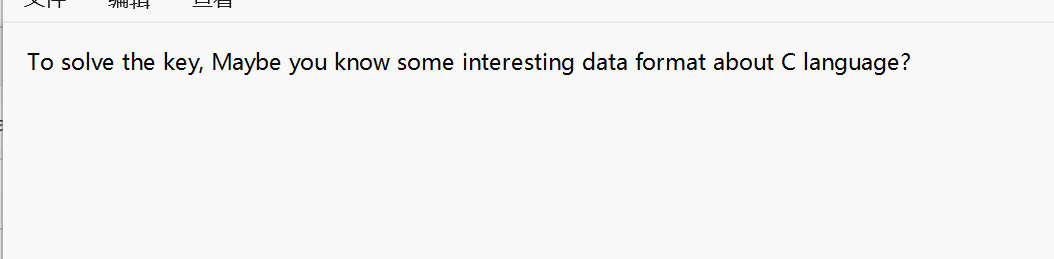 文件 编辑 查看
To solve the key, Maybe you know some interesting data format about C language?